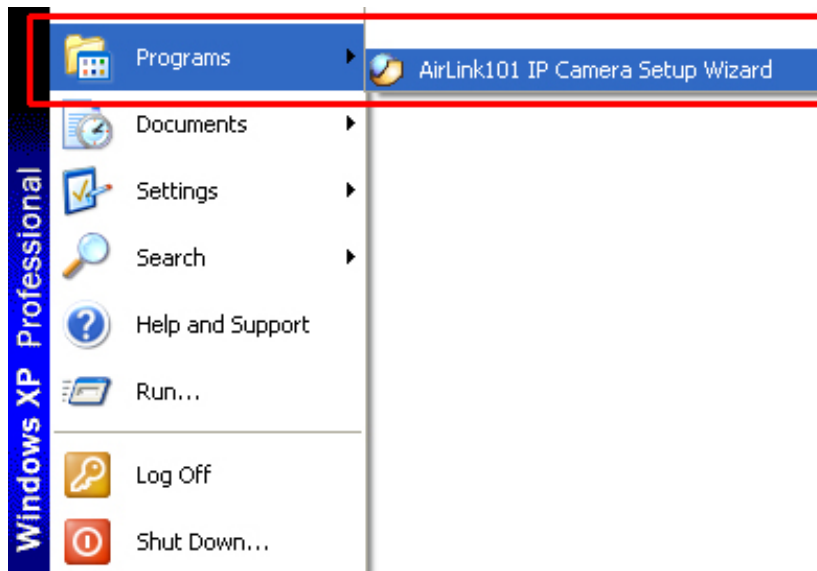 Programs
AirLink101 IP Camera Setup Wizard
Documents
Settings
Search
Help and Support
Run...
Log Off
Shut Down...
Windows XP Professional